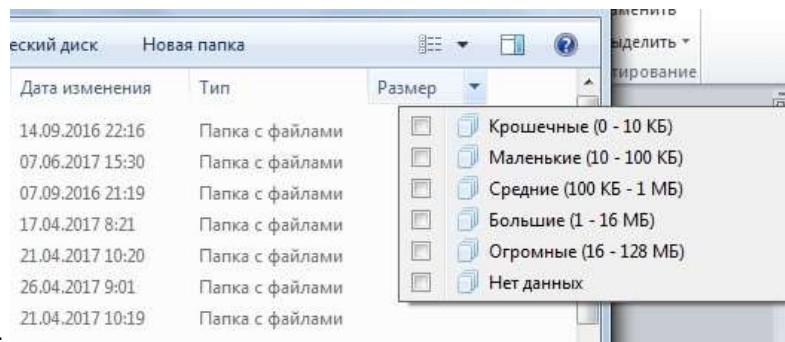 еский диск Новая папка
Дата изменения Тип Размер
14.09.2016 22:16 Папка с файлами
07.06.2017 15:30 Папка с файлами
07.09.2016 21:19 Папка с файлами
17.04.2017 8:21 Папка с файлами
21.04.2017 10:20 Папка с файлами
26.04.2017 9:01 Папка с файлами
21.04.2017 10:19 Папка с файлами
Крошечные (0 - 10 КБ)
Маленькие (10 - 100 КБ)
Средние (100 КБ - 1 МБ)
Большие (1 - 16 МБ)
Огромные (16 - 128 МБ)
Нет данных
ыделить
тирование